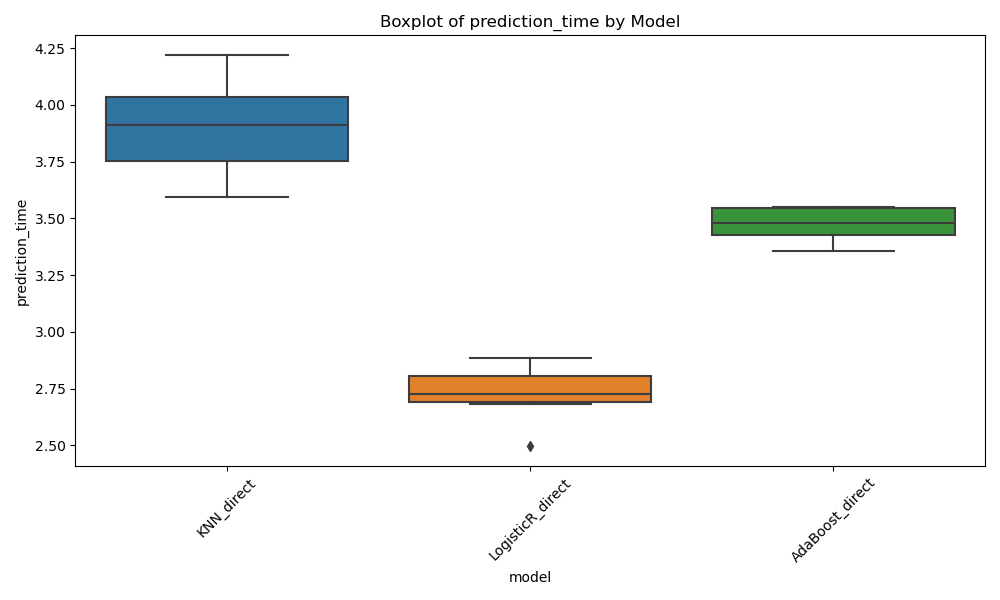 Boxplot of prediction_time by Model
4.25
4.00
3.75
3.50
3.25
3.00
2.75
2.50
prediction_time
KNN_direct
LogisticR_direct
AdaBoost_direct
model